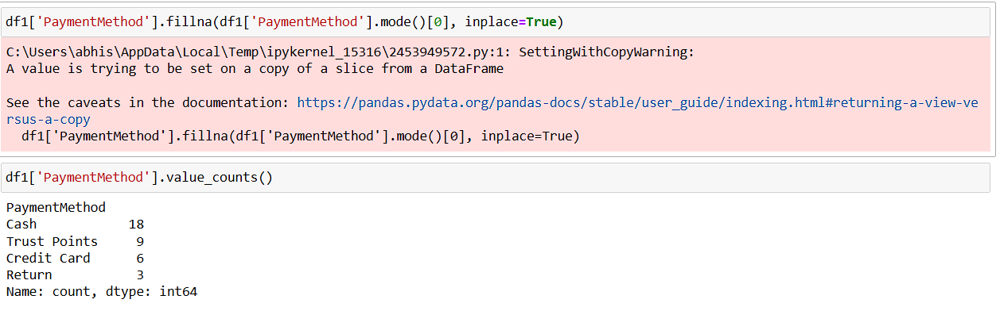 df1['PaymentMethod'].fillna(df1['PaymentMethod'].mode()[0], inplace=True)
C:\Users\abhis\AppData\Local\Temp\ipykernel_15316\2453949572.py:1: SettingWithCopyWarning:
A value is trying to be set on a copy of a slice from a DataFrame
See the caveats in the documentation: https://pandas.pydata.org/pandas-docs/stable/user_guide/indexing.html#returning-a-view-ve
rsus-a-copy
  df1['PaymentMethod'].fillna(df1['PaymentMethod'].mode()[0], inplace=True)
df1['PaymentMethod'].value_counts()
PaymentMethod
Cash            18
Trust Points     9
Credit Card      6
Return           3
Name: count, dtype: int64